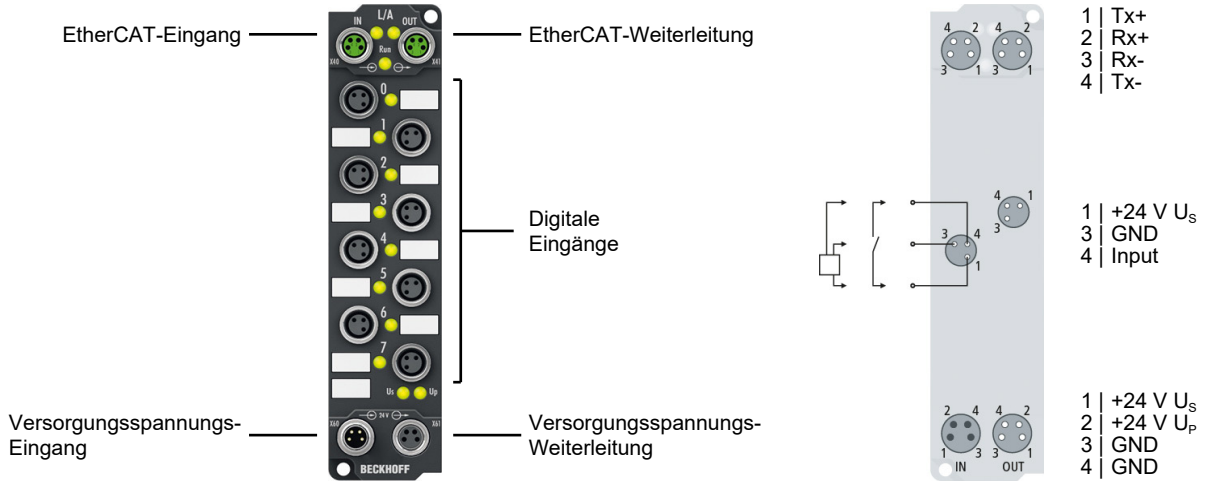 EtherCAT-Eingang
L/A
IN OUT
Run
X40 X41
EtherCAT-Weiterleitung
0
1
2
3
4
5
6
7
Digitale
Eingänge
Us Up
Versorgungsspannungs-
Eingang
24 V
X60 X61
BECKHOFF
Versorgungsspannungs-
Weiterleitung
4 2 4 2
3 1 3 1
1 | Tx+
2 | Rx+
3 | Rx-
4 | Tx-
4 1
3
3 4
1
1 | +24 V US
3 | GND
4 | Input
2 4 4 2
1 3 3 1
IN OUT
1 | +24 V US
2 | +24 V UP
3 | GND
4 | GND